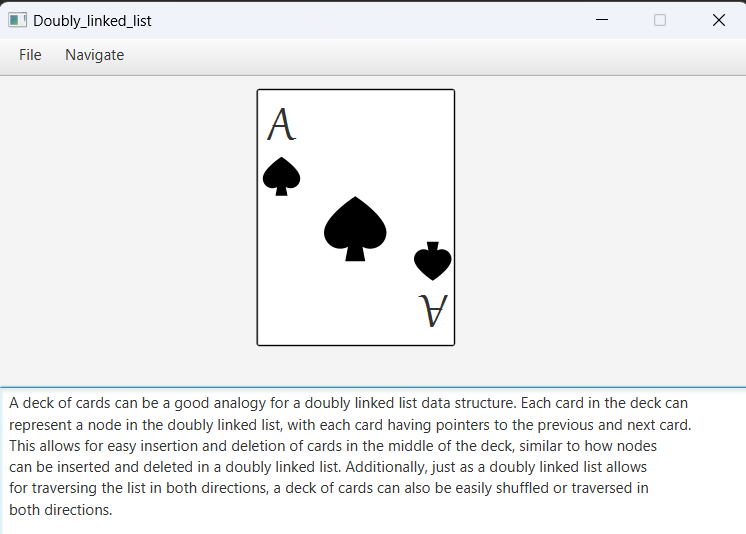 Doubly_linked_list
File Navigate
A
A
A deck of cards can be a good analogy for a doubly linked list data structure. Each card in the deck can
represent a node in the doubly linked list, with each card having pointers to the previous and next card.
This allows for easy insertion and deletion of cards in the middle of the deck, similar to how nodes
can be inserted and deleted in a doubly linked list. Additionally, just as a doubly linked list allows
for traversing the list in both directions, a deck of cards can also be easily shuffled or traversed in
both directions.